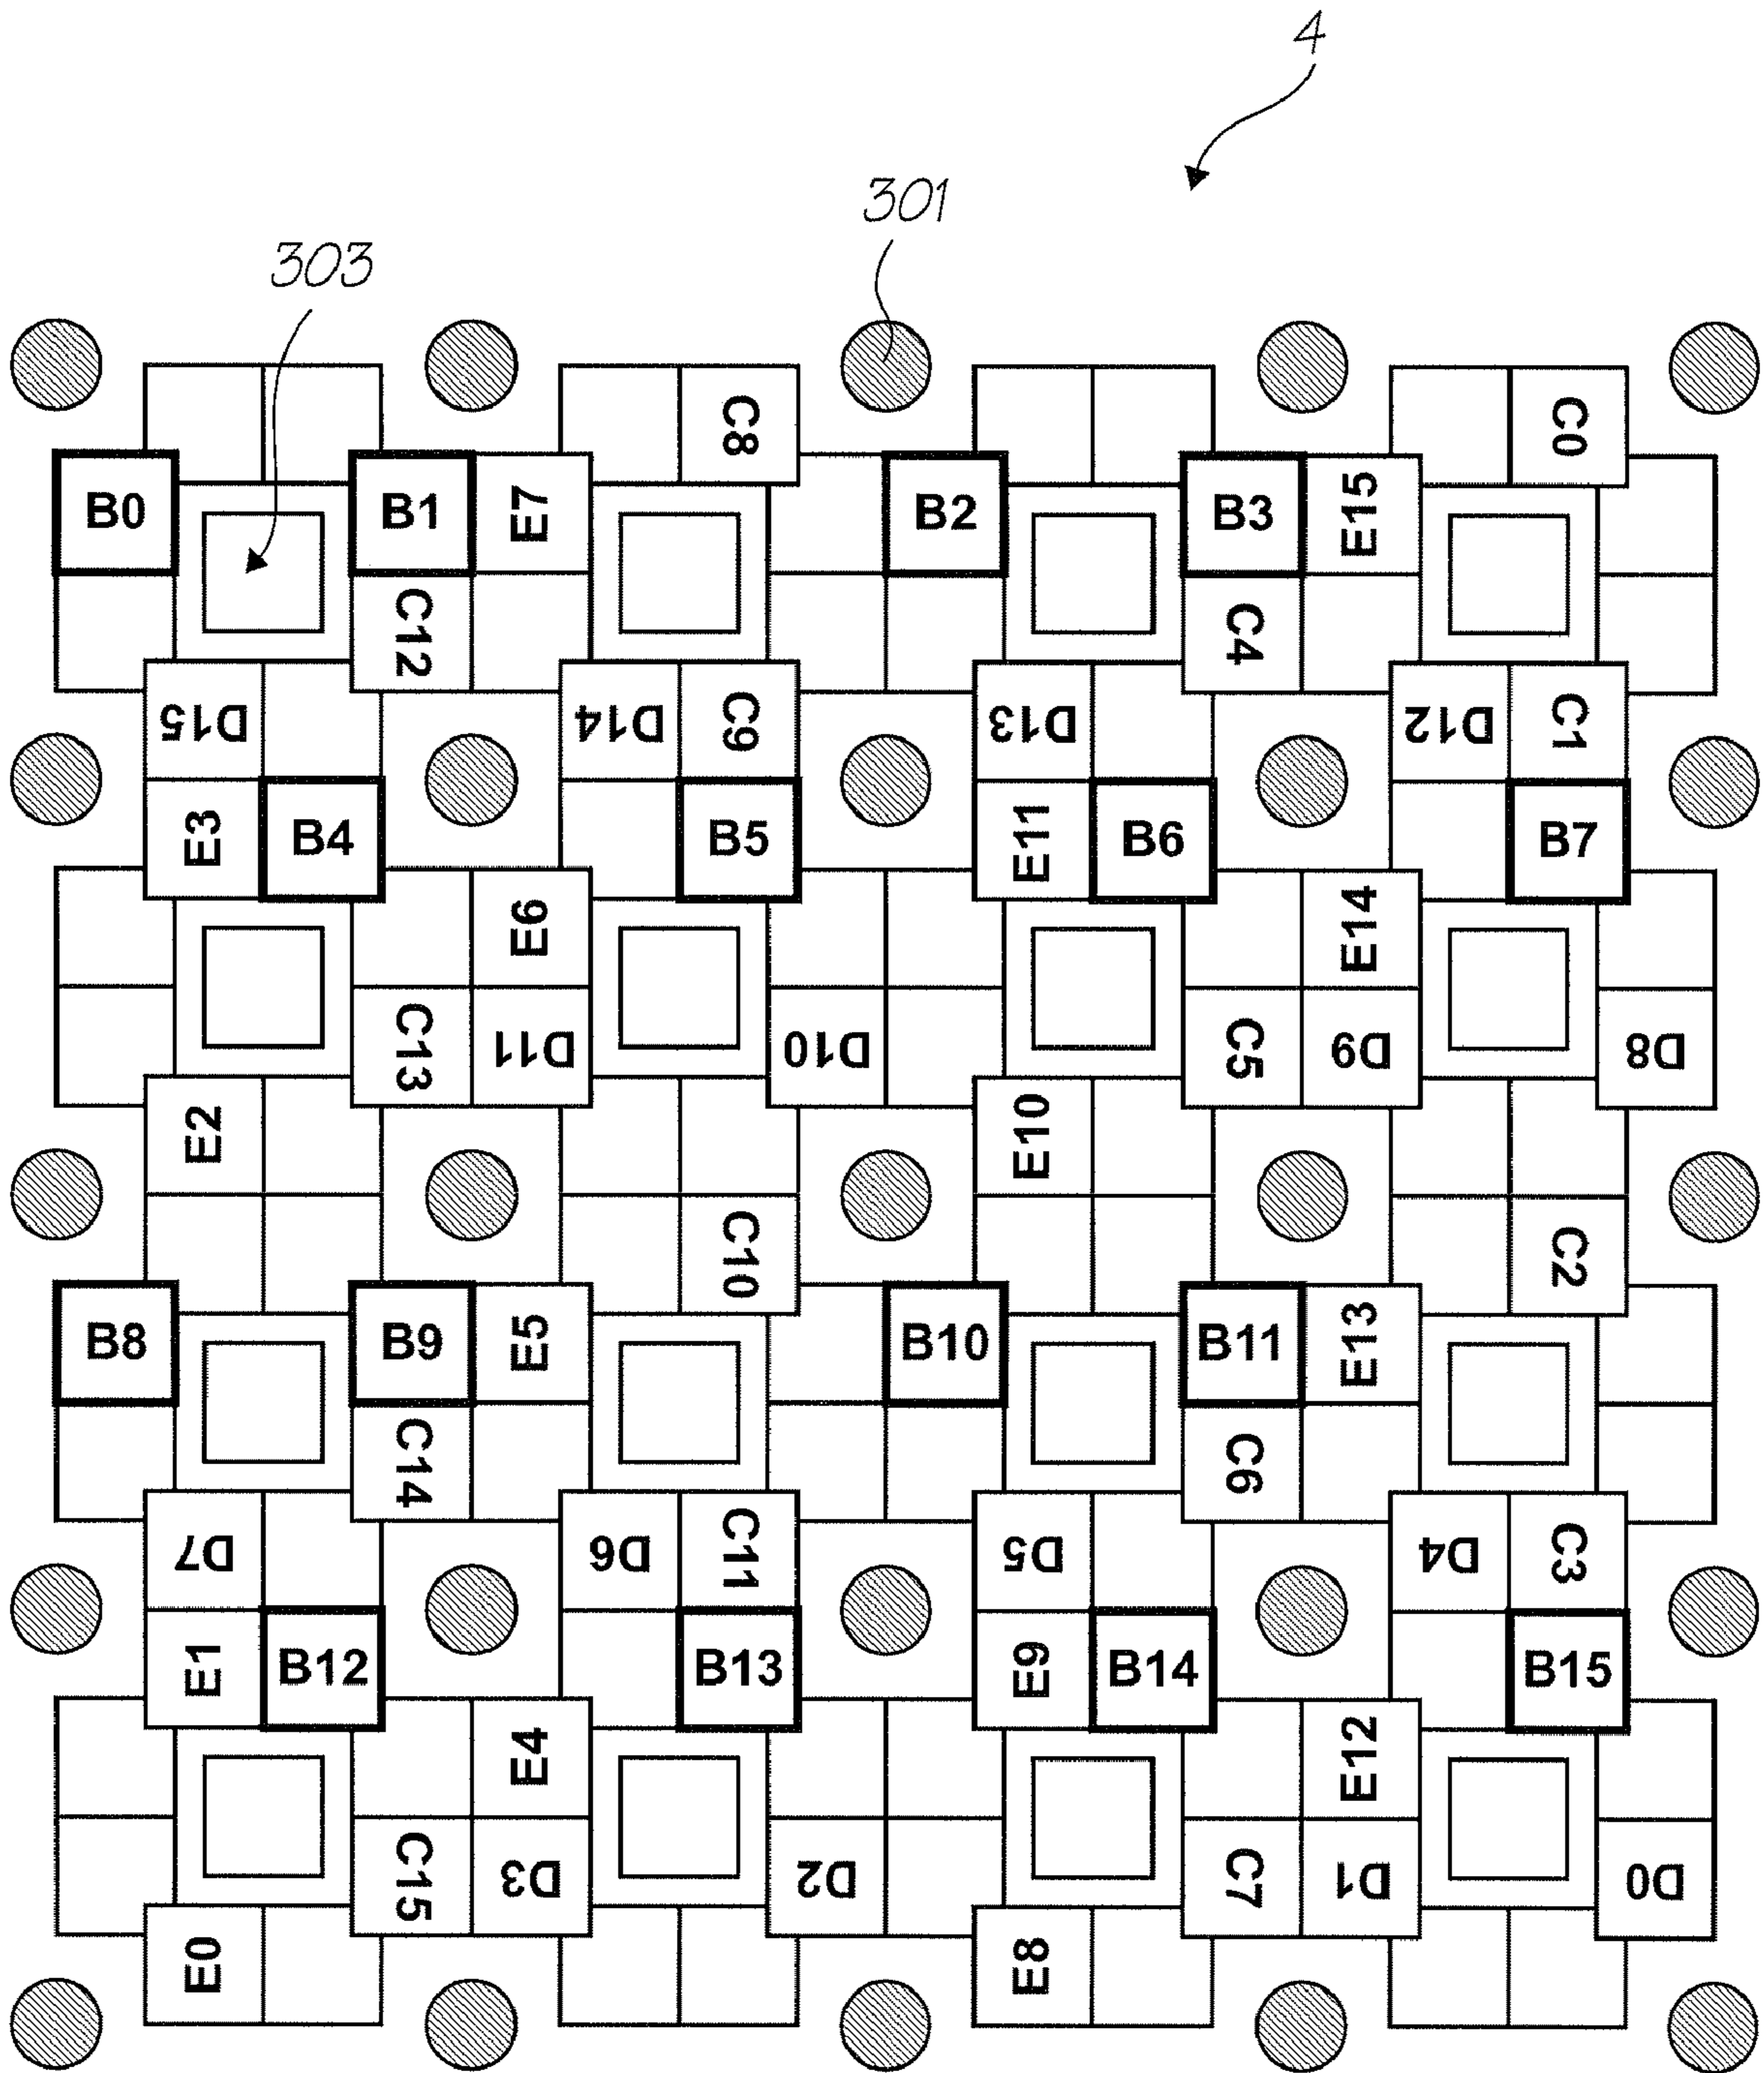 4
301
303
C8 C0
B0 B1 E7 B2 B3 E15
C12 C4
D15 D14 C9 D13 D12 C1
E3 B4 B5 E11 B6 B7
E6 E14
C13 D11 D10 C5 D9 D8
E2 E10
C10 C2
B8 B9 E5 B10 B11 E13
C14 C6
D7 D6 C11 D5 D4 C3
E1 B12 B13 E9 B14 B15
E4 E12
C15 D3 D2 C7 D1 D0
E0 E8